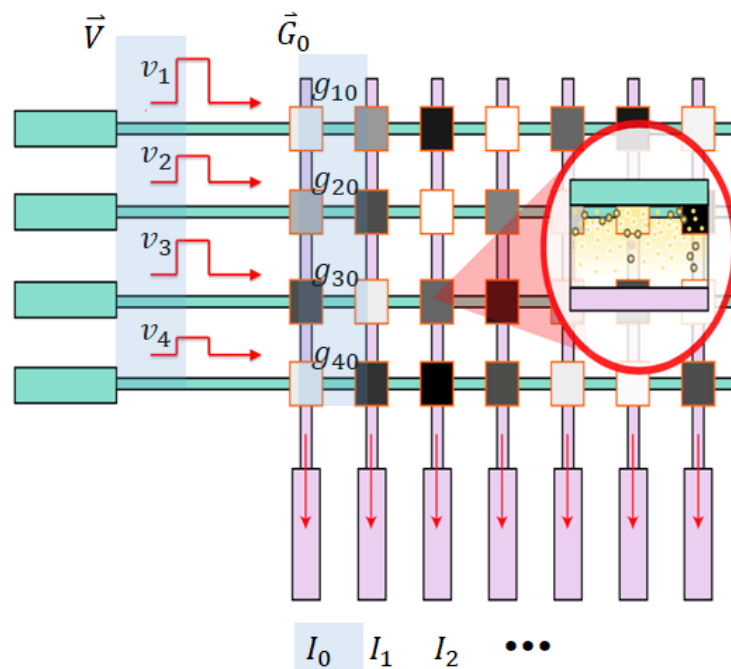 V⃗ G⃗₀
v₁ g₁₀
v₂ g₂₀
v₃ g₃₀
v₄ g₄₀
I₀ I₁ I₂ •••